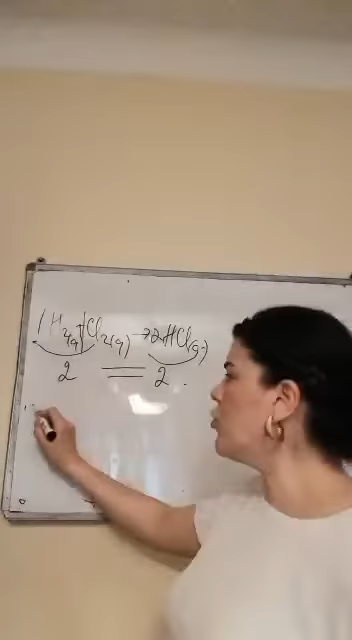 1H₂(g)+Cl₂(g)→2HCl(g)
2 = 2.